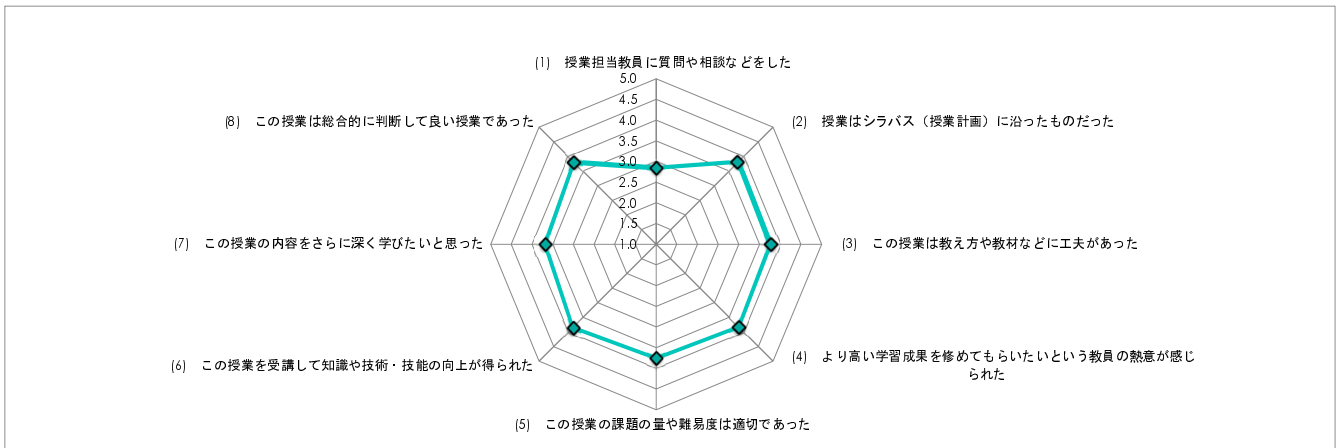 (1) 授業担当教員に質問や相談などをした
5.0
4.5
4.0
3.5
3.0
2.5
2.0
1.5
1.0
(2) 授業はシラバス（授業計画）に沿ったものだった
(3) この授業は教え方や教材などに工夫があった
(4) より高い学習成果を修めてもらいたいという教員の熱意が感じ
られた
(5) この授業の課題の量や難易度は適切であった
(6) この授業を受講して知識や技術・技能の向上が得られた
(7) この授業の内容をさらに深く学びたいと思った
(8) この授業は総合的に判断して良い授業であった